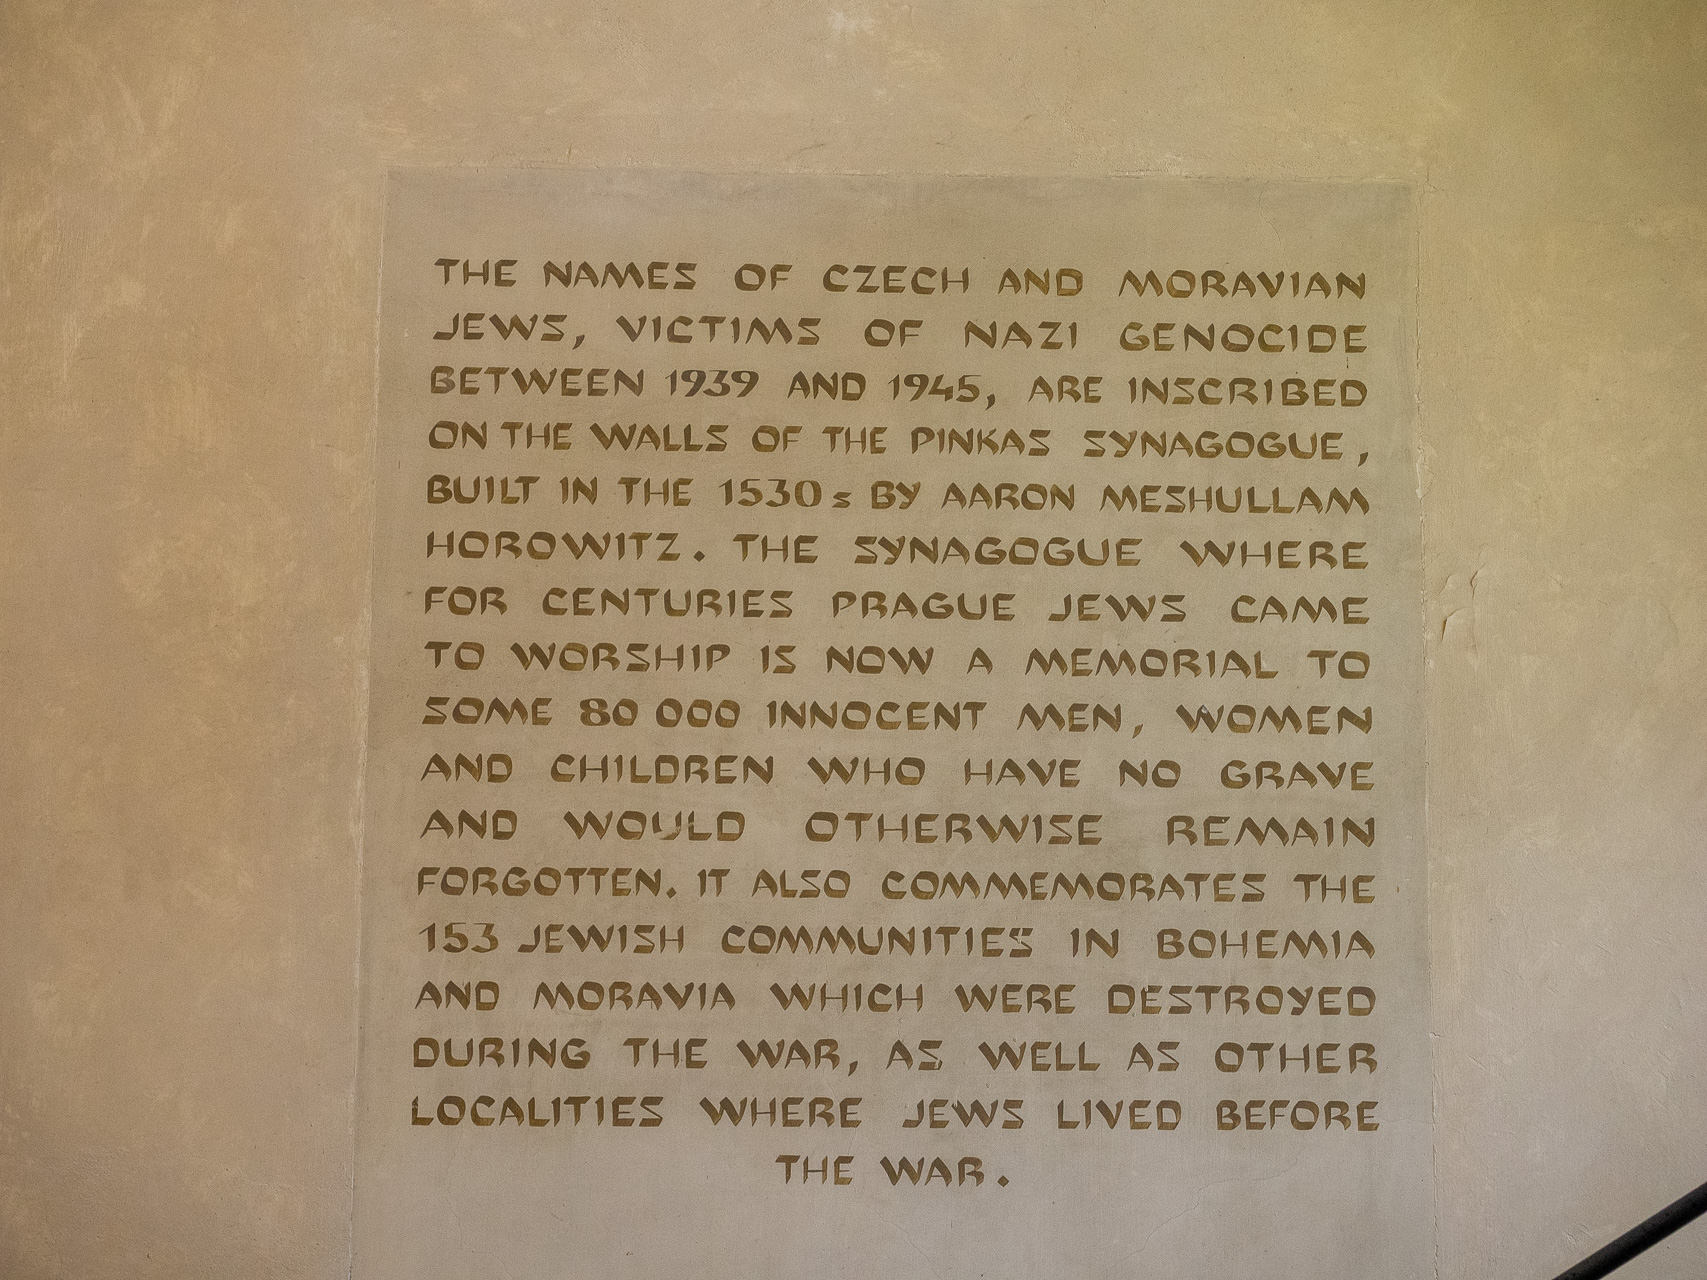 THE NAMES OF CZECH AND MORAVIAN
JEWS, VICTIMS OF NAZI GENOCIDE
BETWEEN 1939 AND 1945, ARE INSCRIBED
ON THE WALLS OF THE PINKAS SYNAGOGUE,
BUILT IN THE 1530s BY AARON MESHULLAM
HOROWITZ. THE SYNAGOGUE WHERE
FOR CENTURIES PRAGUE JEWS CAME
TO WORSHIP IS NOW A MEMORIAL TO
SOME 80 000 INNOCENT MEN, WOMEN
AND CHILDREN WHO HAVE NO GRAVE
AND WOULD OTHERWISE REMAIN
FORGOTTEN. IT ALSO COMMEMORATES THE
153 JEWISH COMMUNITIES IN BOHEMIA
AND MORAVIA WHICH WERE DESTROYED
DURING THE WAR, AS WELL AS OTHER
LOCALITIES WHERE JEWS LIVED BEFORE
THE WAR.